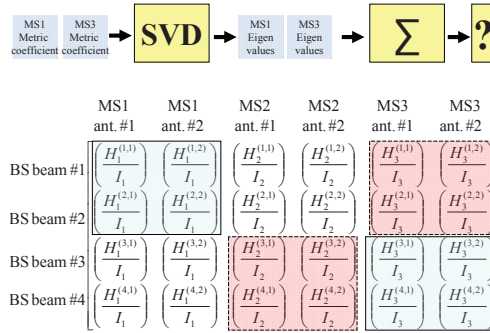 MS1 Metric coefficient MS3 Metric coefficient SVD MS1 Eigen values MS3 Eigen values ∑ ?
MS1 MS1 MS2 MS2 MS3 MS3
ant. #1 ant. #2 ant. #1 ant. #2 ant. #1 ant. #2
BS beam #1 (H_1^(1,1)/I_1) (H_1^(1,2)/I_1) (H_2^(1,1)/I_2) (H_2^(1,2)/I_2) (H_3^(1,1)/I_3) (H_3^(1,2)/I_3)
BS beam #2 (H_1^(2,1)/I_1) (H_1^(2,2)/I_1) (H_2^(2,1)/I_2) (H_2^(2,2)/I_2) (H_3^(2,1)/I_3) (H_3^(2,2)/I_3)
BS beam #3 (H_1^(3,1)/I_1) (H_1^(3,2)/I_1) (H_2^(3,1)/I_2) (H_2^(3,2)/I_2) (H_3^(3,1)/I_3) (H_3^(3,2)/I_3)
BS beam #4 (H_1^(4,1)/I_1) (H_1^(4,2)/I_1) (H_2^(4,1)/I_2) (H_2^(4,2)/I_2) (H_3^(4,1)/I_3) (H_3^(4,2)/I_3)